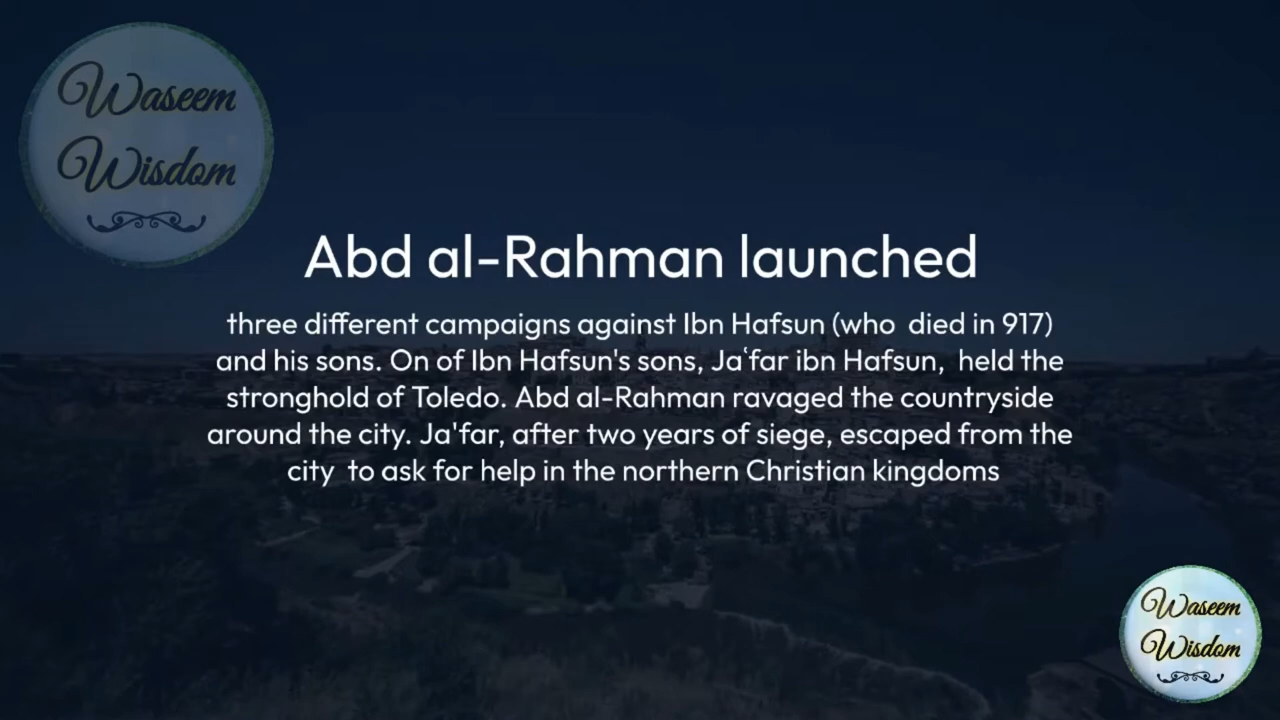 Waseem
Wisdom
Abd al-Rahman launched
three different campaigns against Ibn Hafsun (who died in 917)
and his sons. On of Ibn Hafsun's sons, Jaʿfar ibn Hafsun, held the
stronghold of Toledo. Abd al-Rahman ravaged the countryside
around the city. Ja'far, after two years of siege, escaped from the
city to ask for help in the northern Christian kingdoms
Waseem
Wisdom